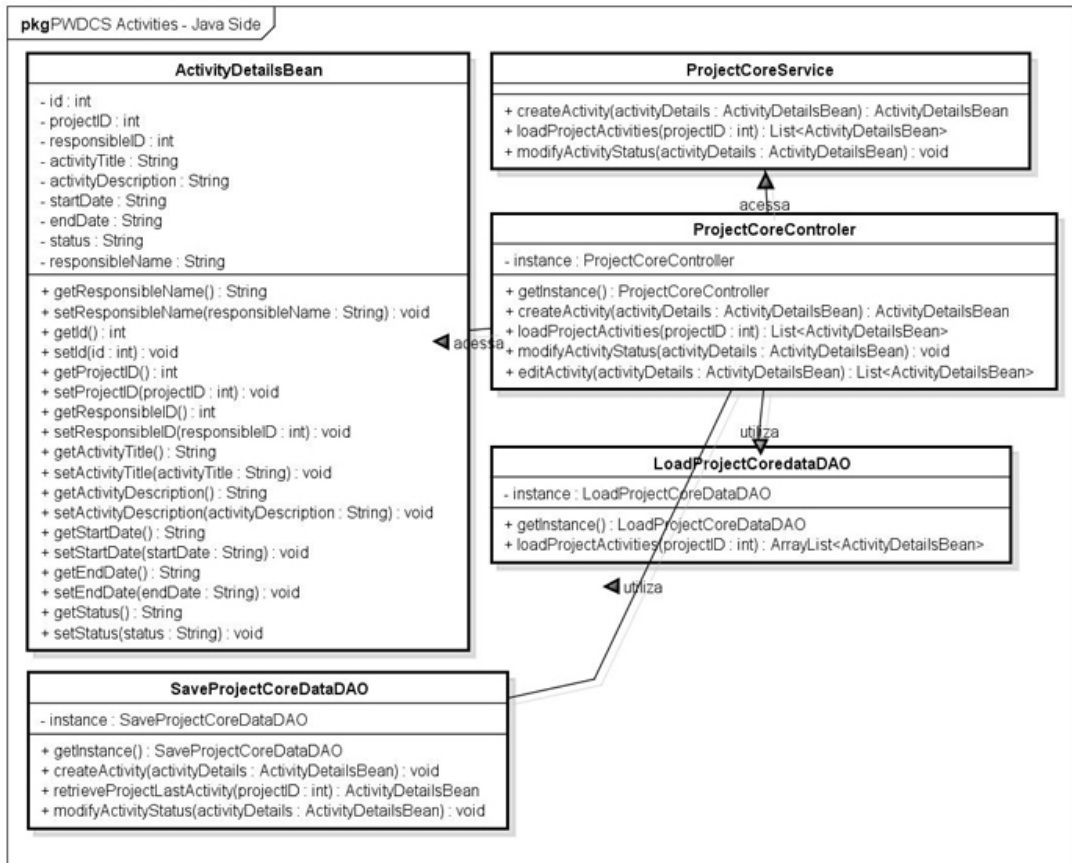 pkg PWDCS Activities - Java Side
ActivityDetailsBean
- id : int
- projectID : int
- responsibleID : int
- activityTitle : String
- activityDescription : String
- startDate : String
- endDate : String
- status : String
- responsibleName : String
+ getResponsibleName() : String
+ setResponsibleName(responsibleName : String) : void
+ getId() : int
+ setId(id : int) : void
+ getProjectID() : int
+ setProjectID(projectID : int) : void
+ getResponsibleID() : int
+ setResponsibleID(responsibleID : int) : void
+ getActivityTitle() : String
+ setActivityTitle(activityTitle : String) : void
+ getActivityDescription() : String
+ setActivityDescription(activityDescription : String) : void
+ getStartDate() : String
+ setStartDate(startDate : String) : void
+ getEndDate() : String
+ setEndDate(endDate : String) : void
+ getStatus() : String
+ setStatus(status : String) : void
ProjectCoreService
+ createActivity(activityDetails : ActivityDetailsBean) : ActivityDetailsBean
+ loadProjectActivities(projectID : int) : List<ActivityDetailsBean>
+ modifyActivityStatus(activityDetails : ActivityDetailsBean) : void
acessa
ProjectCoreControler
- instance : ProjectCoreController
+ getInstance() : ProjectCoreController
+ createActivity(activityDetails : ActivityDetailsBean) : ActivityDetailsBean
+ loadProjectActivities(projectID : int) : List<ActivityDetailsBean>
+ modifyActivityStatus(activityDetails : ActivityDetailsBean) : void
+ editActivity(activityDetails : ActivityDetailsBean) : List<ActivityDetailsBean>
acessa
utiliza
LoadProjectCoredataDAO
- instance : LoadProjectCoreDataDAO
+ getInstance() : LoadProjectCoreDataDAO
+ loadProjectActivities(projectID : int) : ArrayList<ActivityDetailsBean>
utiliza
SaveProjectCoreDataDAO
- instance : SaveProjectCoreDataDAO
+ getInstance() : SaveProjectCoreDataDAO
+ createActivity(activityDetails : ActivityDetailsBean) : void
+ retrieveProjectLastActivity(projectID : int) : ActivityDetailsBean
+ modifyActivityStatus(activityDetails : ActivityDetailsBean) : void